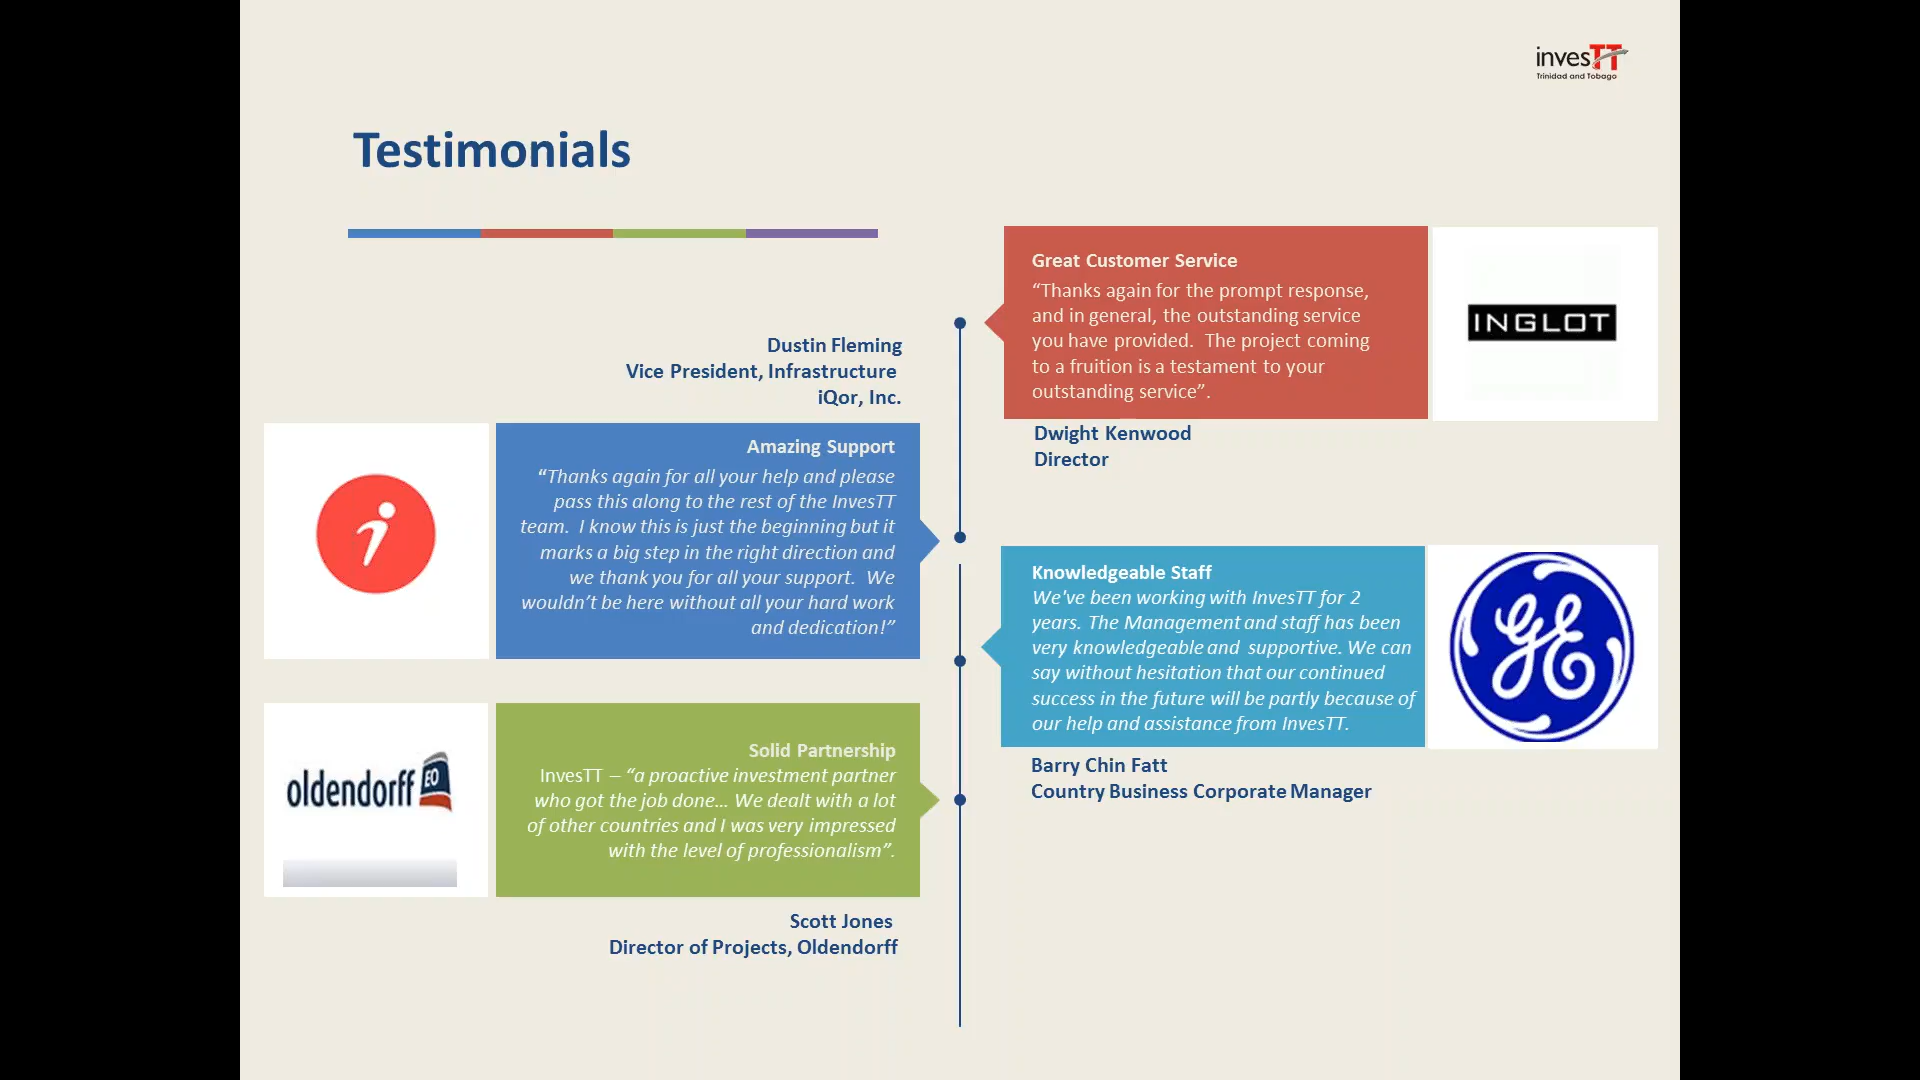 invesTT
Trinidad and Tobago
Testimonials
Great Customer Service
“Thanks again for the prompt response,
and in general, the outstanding service
you have provided.  The project coming
to a fruition is a testament to your
outstanding service”.
INGLOT
Dwight Kenwood
Director
Dustin Fleming
Vice President, Infrastructure
iQor, Inc.
Amazing Support
“Thanks again for all your help and please
pass this along to the rest of the InvesTT
team.  I know this is just the beginning but it
marks a big step in the right direction and
we thank you for all your support.  We
wouldn’t be here without all your hard work
and dedication!”
Knowledgeable Staff
We've been working with InvesTT for 2
years. The Management and staff has been
very knowledgeable and  supportive. We can
say without hesitation that our continued
success in the future will be partly because of
our help and assistance from InvesTT.
GE
Barry Chin Fatt
Country Business Corporate Manager
oldendorff
EO
Solid Partnership
InvesTT – “a proactive investment partner
who got the job done… We dealt with a lot
of other countries and I was very impressed
with the level of professionalism”.
Scott Jones
Director of Projects, Oldendorff